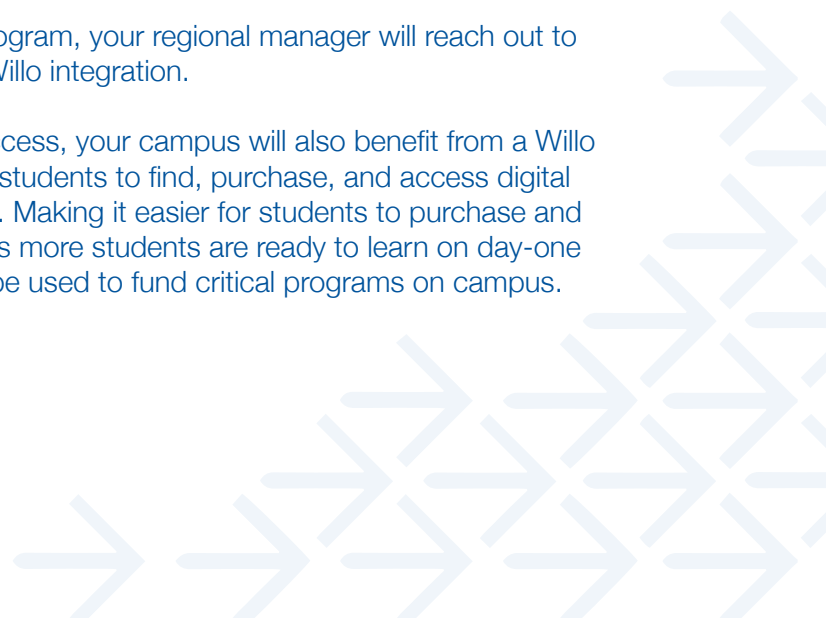 ogram, your regional manager will reach out to
Willo integration.
cess, your campus will also benefit from a Willo
students to find, purchase, and access digital
. Making it easier for students to purchase and
s more students are ready to learn on day-one
be used to fund critical programs on campus.